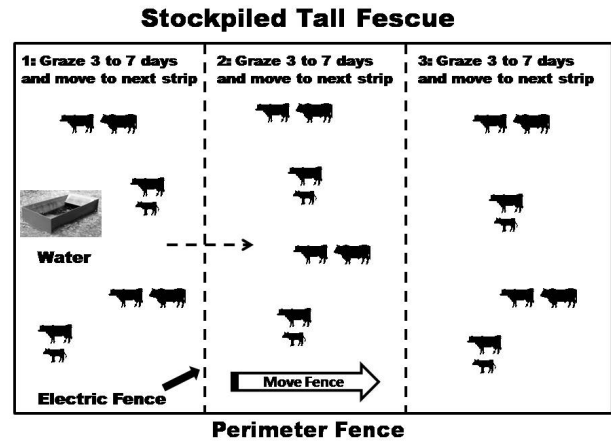 Stockpiled Tall Fescue
1: Graze 3 to 7 days
and move to next strip
2: Graze 3 to 7 days
and move to next strip
3: Graze 3 to 7 days
and move to next strip
Water
Electric Fence
Move Fence
Perimeter Fence